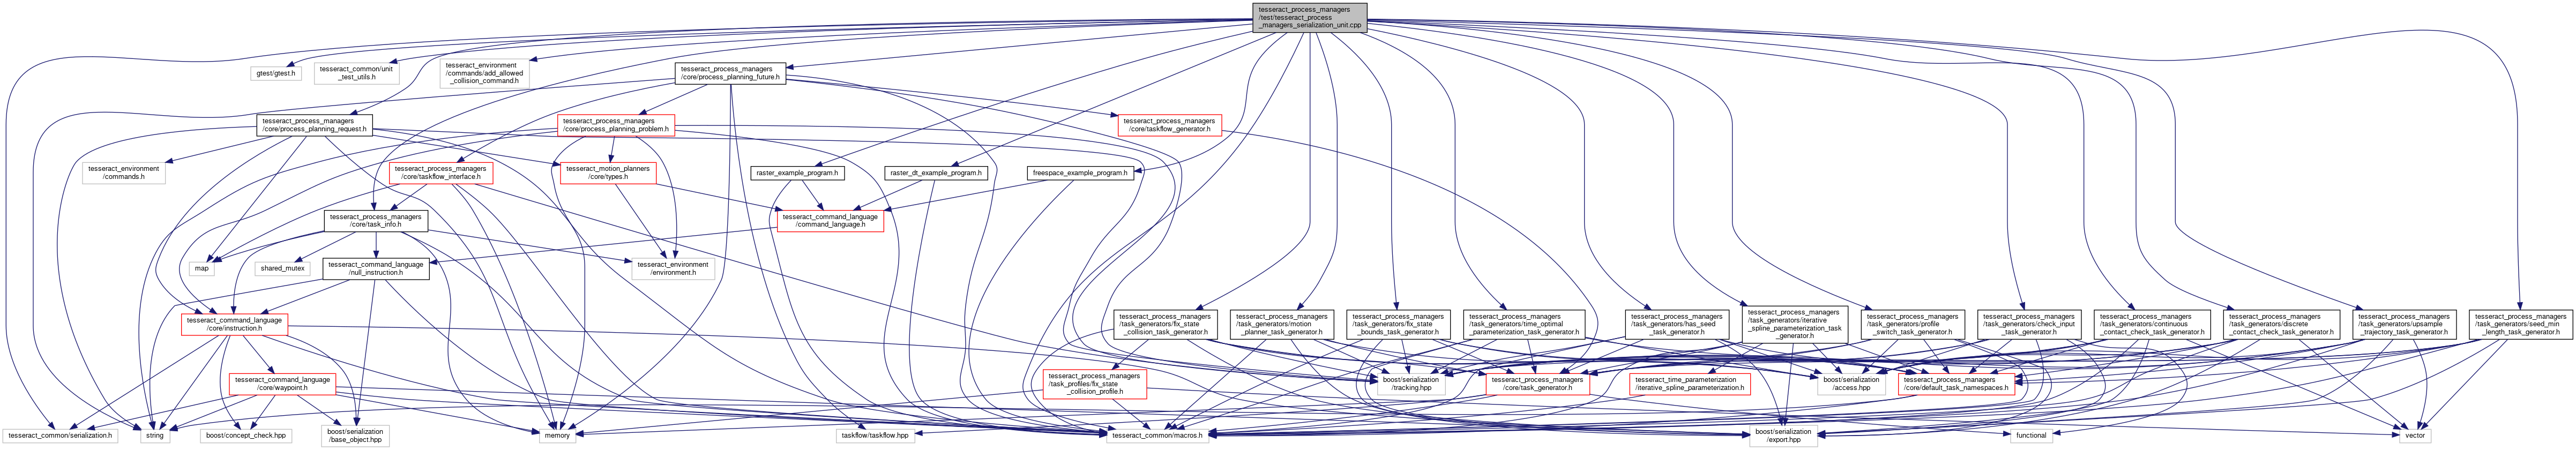 tesseract_process_managers
/test/tesseract_process
_managers_serialization_unit.cpp
gtest/gtest.h
tesseract_common/unit
_test_utils.h
tesseract_environment
/commands/add_allowed
_collision_command.h
tesseract_process_managers
/core/process_planning_future.h
tesseract_process_managers
/core/process_planning_request.h
tesseract_process_managers
/core/process_planning_problem.h
tesseract_process_managers
/core/taskflow_generator.h
tesseract_environment
/commands.h
tesseract_process_managers
/core/taskflow_interface.h
tesseract_motion_planners
/core/types.h
raster_example_program.h
raster_dt_example_program.h
freespace_example_program.h
tesseract_process_managers
/core/task_info.h
tesseract_command_language
/command_language.h
map
shared_mutex
tesseract_command_language
/null_instruction.h
tesseract_environment
/environment.h
tesseract_command_language
/core/instruction.h
tesseract_process_managers
/task_generators/fix_state
_collision_task_generator.h
tesseract_process_managers
/task_generators/motion
_planner_task_generator.h
tesseract_process_managers
/task_generators/fix_state
_bounds_task_generator.h
tesseract_process_managers
/task_generators/time_optimal
_parameterization_task_generator.h
tesseract_process_managers
/task_generators/has_seed
_task_generator.h
tesseract_process_managers
/task_generators/iterative
_spline_parameterization_task
_generator.h
tesseract_process_managers
/task_generators/profile
_switch_task_generator.h
tesseract_process_managers
/task_generators/check_input
_task_generator.h
tesseract_process_managers
/task_generators/continuous
_contact_check_task_generator.h
tesseract_process_managers
/task_generators/discrete
_contact_check_task_generator.h
tesseract_process_managers
/task_generators/upsample
_trajectory_task_generator.h
tesseract_process_managers
/task_generators/seed_min
_length_task_generator.h
tesseract_command_language
/core/waypoint.h
tesseract_process_managers
/task_profiles/fix_state
_collision_profile.h
boost/serialization
/tracking.hpp
tesseract_process_managers
/core/task_generator.h
tesseract_time_parameterization
/iterative_spline_parameterization.h
boost/serialization
/access.hpp
tesseract_process_managers
/core/default_task_namespaces.h
tesseract_common/serialization.h
string
boost/concept_check.hpp
boost/serialization
/base_object.hpp
memory
taskflow/taskflow.hpp
tesseract_common/macros.h
boost/serialization
/export.hpp
functional
vector